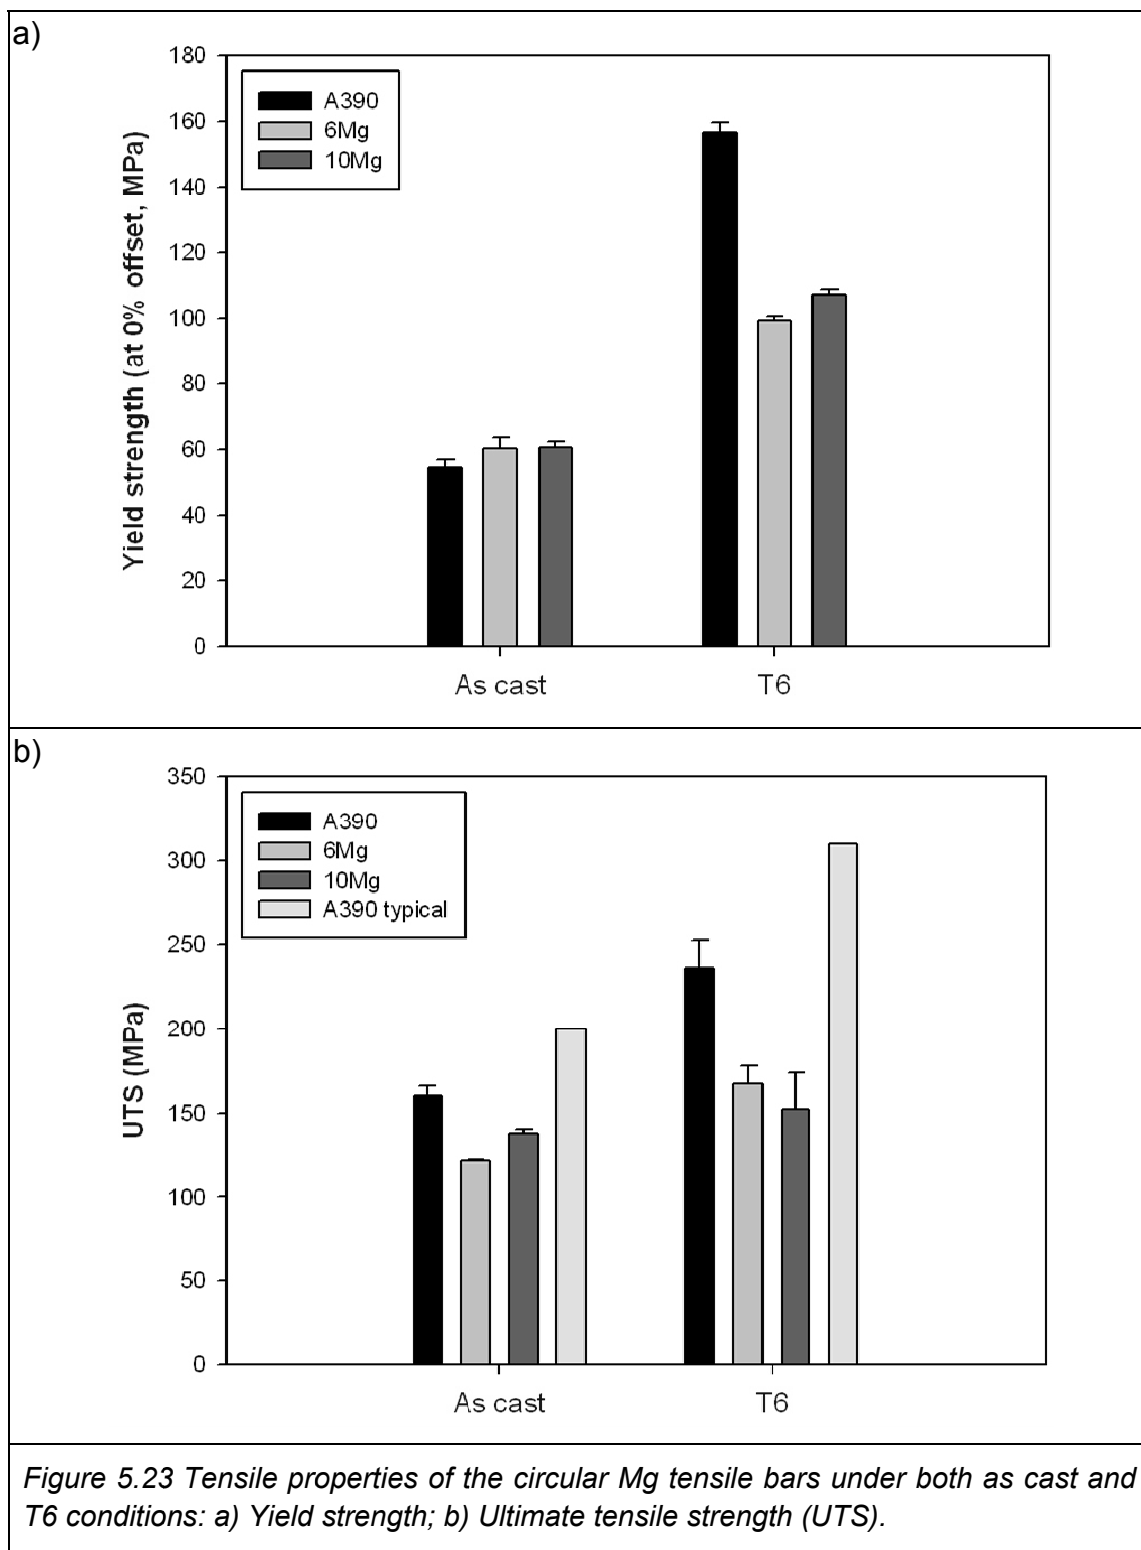 a)
180
160
140
120
100
80
60
40
20
0
Yield strength (at 0% offset, MPa)
A390
6Mg
10Mg
As cast T6
b)
350
300
250
200
150
100
50
0
UTS (MPa)
A390
6Mg
10Mg
A390 typical
As cast T6
Figure 5.23 Tensile properties of the circular Mg tensile bars under both as cast and
T6 conditions: a) Yield strength; b) Ultimate tensile strength (UTS).